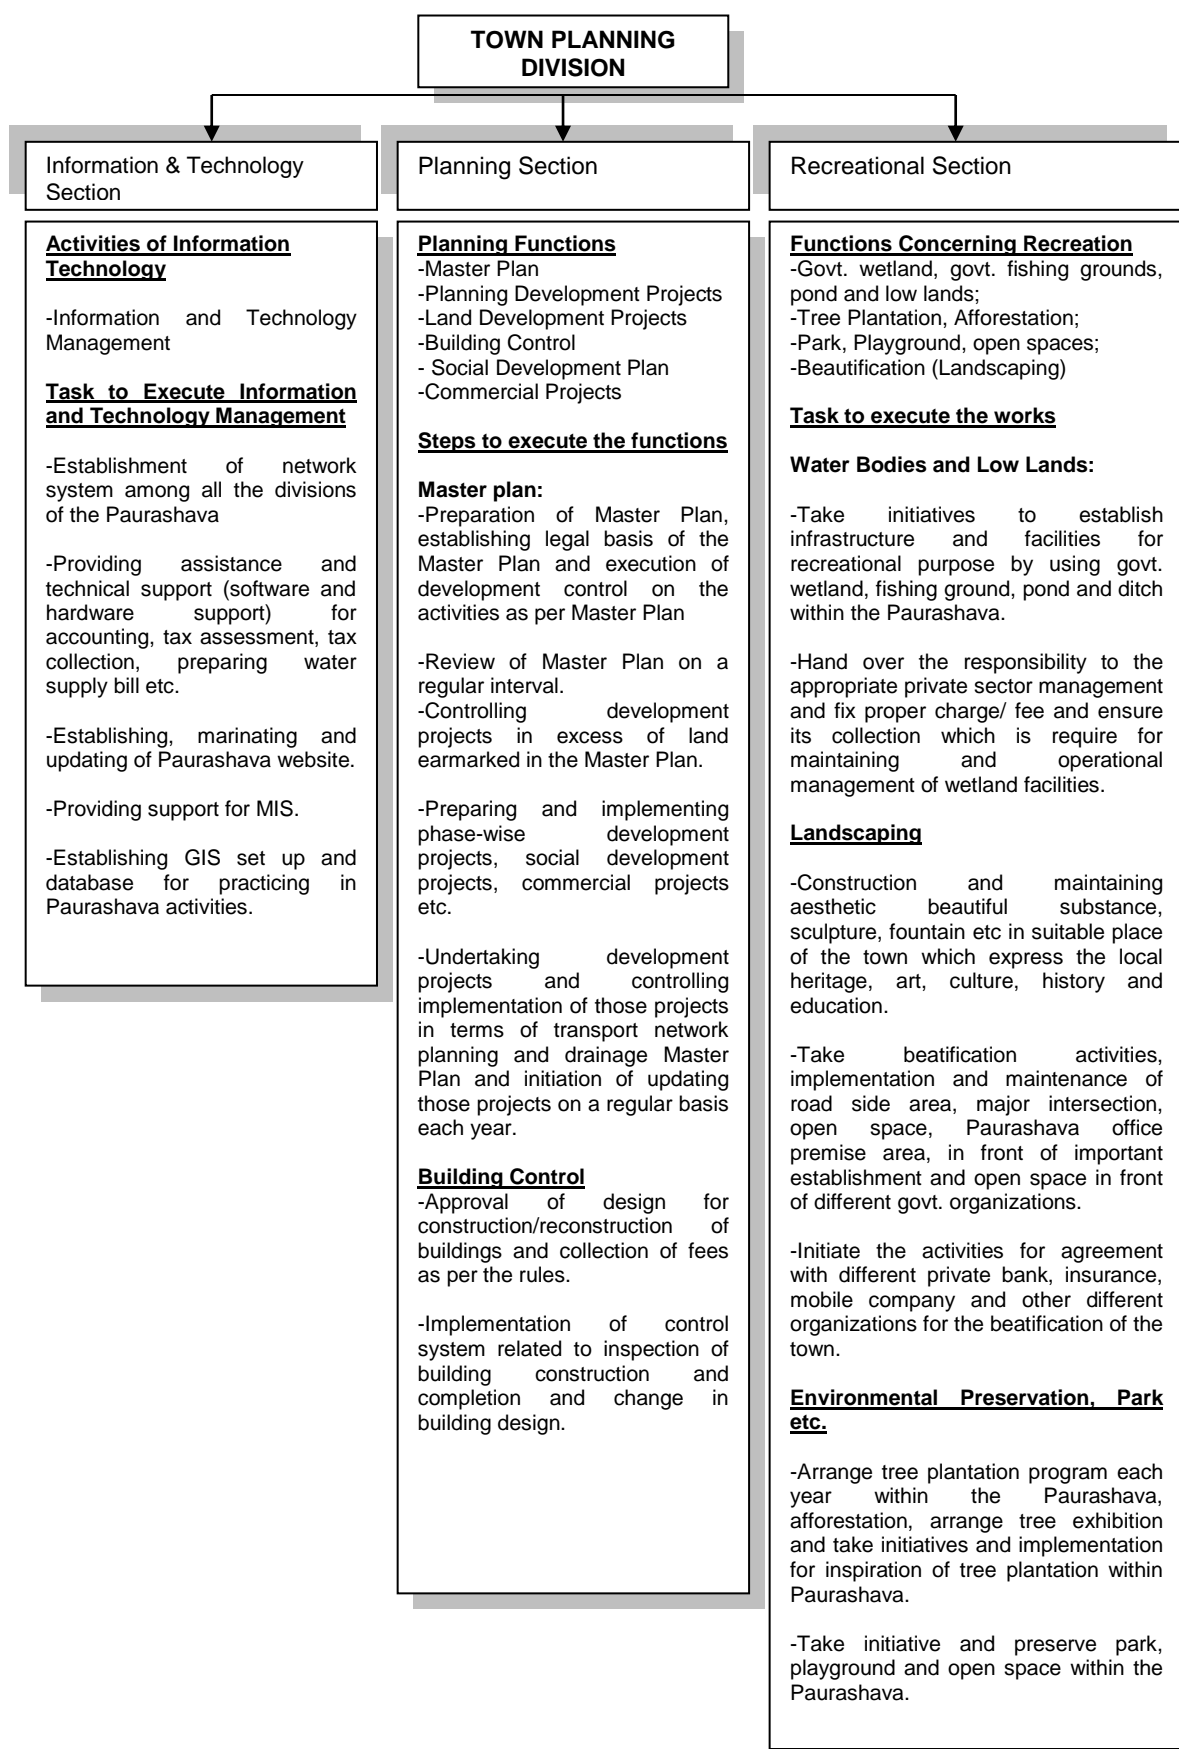 TOWN PLANNING
DIVISION
Information & Technology
Section
Activities of Information
Technology
-Information and Technology
Management
Task to Execute Information
and Technology Management
-Establishment of network
system among all the divisions
of the Paurashava
-Providing assistance and
technical support (software and
hardware support) for
accounting, tax assessment, tax
collection, preparing water
supply bill etc.
-Establishing, marinating and
updating of Paurashava website.
-Providing support for MIS.
-Establishing GIS set up and
database for practicing in
Paurashava activities.
Planning Section
Planning Functions
-Master Plan
-Planning Development Projects
-Land Development Projects
-Building Control
- Social Development Plan
-Commercial Projects
Steps to execute the functions
Master plan:
-Preparation of Master Plan,
establishing legal basis of the
Master Plan and execution of
development control on the
activities as per Master Plan
-Review of Master Plan on a
regular interval.
-Controlling development
projects in excess of land
earmarked in the Master Plan.
-Preparing and implementing
phase-wise development
projects, social development
projects, commercial projects
etc.
-Undertaking development
projects and controlling
implementation of those projects
in terms of transport network
planning and drainage Master
Plan and initiation of updating
those projects on a regular basis
each year.
Building Control
-Approval of design for
construction/reconstruction of
buildings and collection of fees
as per the rules.
-Implementation of control
system related to inspection of
building construction and
completion and change in
building design.
Recreational Section
Functions Concerning Recreation
-Govt. wetland, govt. fishing grounds,
pond and low lands;
-Tree Plantation, Afforestation;
-Park, Playground, open spaces;
-Beautification (Landscaping)
Task to execute the works
Water Bodies and Low Lands:
-Take initiatives to establish
infrastructure and facilities for
recreational purpose by using govt.
wetland, fishing ground, pond and ditch
within the Paurashava.
-Hand over the responsibility to the
appropriate private sector management
and fix proper charge/ fee and ensure
its collection which is require for
maintaining and operational
management of wetland facilities.
Landscaping
-Construction and maintaining
aesthetic beautiful substance,
sculpture, fountain etc in suitable place
of the town which express the local
heritage, art, culture, history and
education.
-Take beatification activities,
implementation and maintenance of
road side area, major intersection,
open space, Paurashava office
premise area, in front of important
establishment and open space in front
of different govt. organizations.
-Initiate the activities for agreement
with different private bank, insurance,
mobile company and other different
organizations for the beatification of the
town.
Environmental Preservation, Park
etc.
-Arrange tree plantation program each
year within the Paurashava,
afforestation, arrange tree exhibition
and take initiatives and implementation
for inspiration of tree plantation within
Paurashava.
-Take initiative and preserve park,
playground and open space within the
Paurashava.